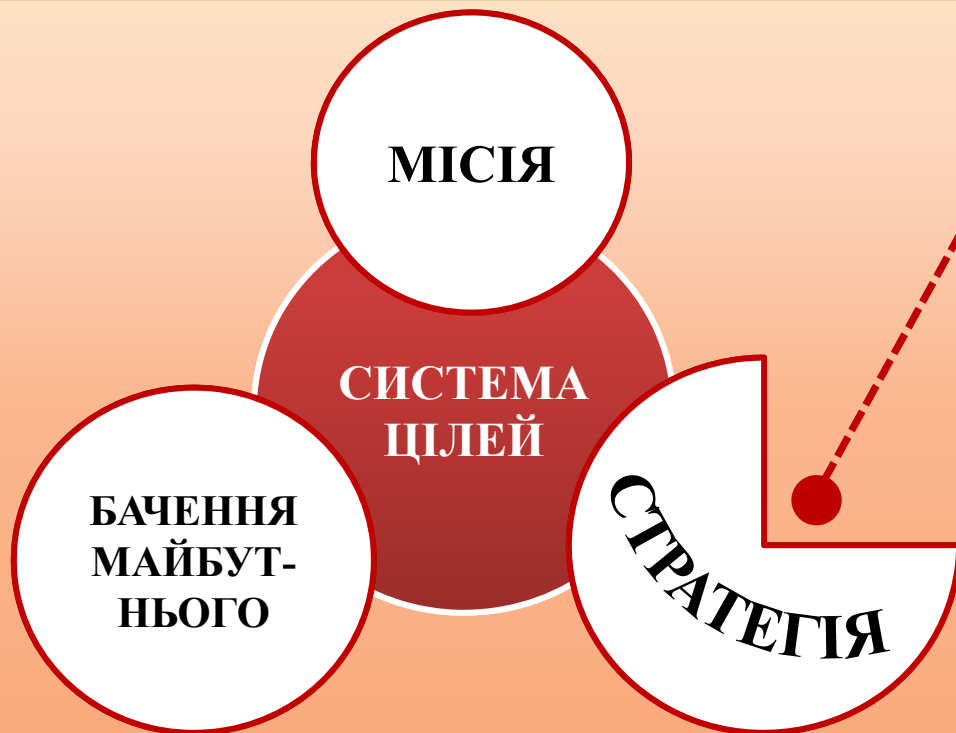 МІСІЯ
СИСТЕМА
ЦІЛЕЙ
БАЧЕННЯ
МАЙБУТ-
НЬОГО
СТРАТЕГІЯ